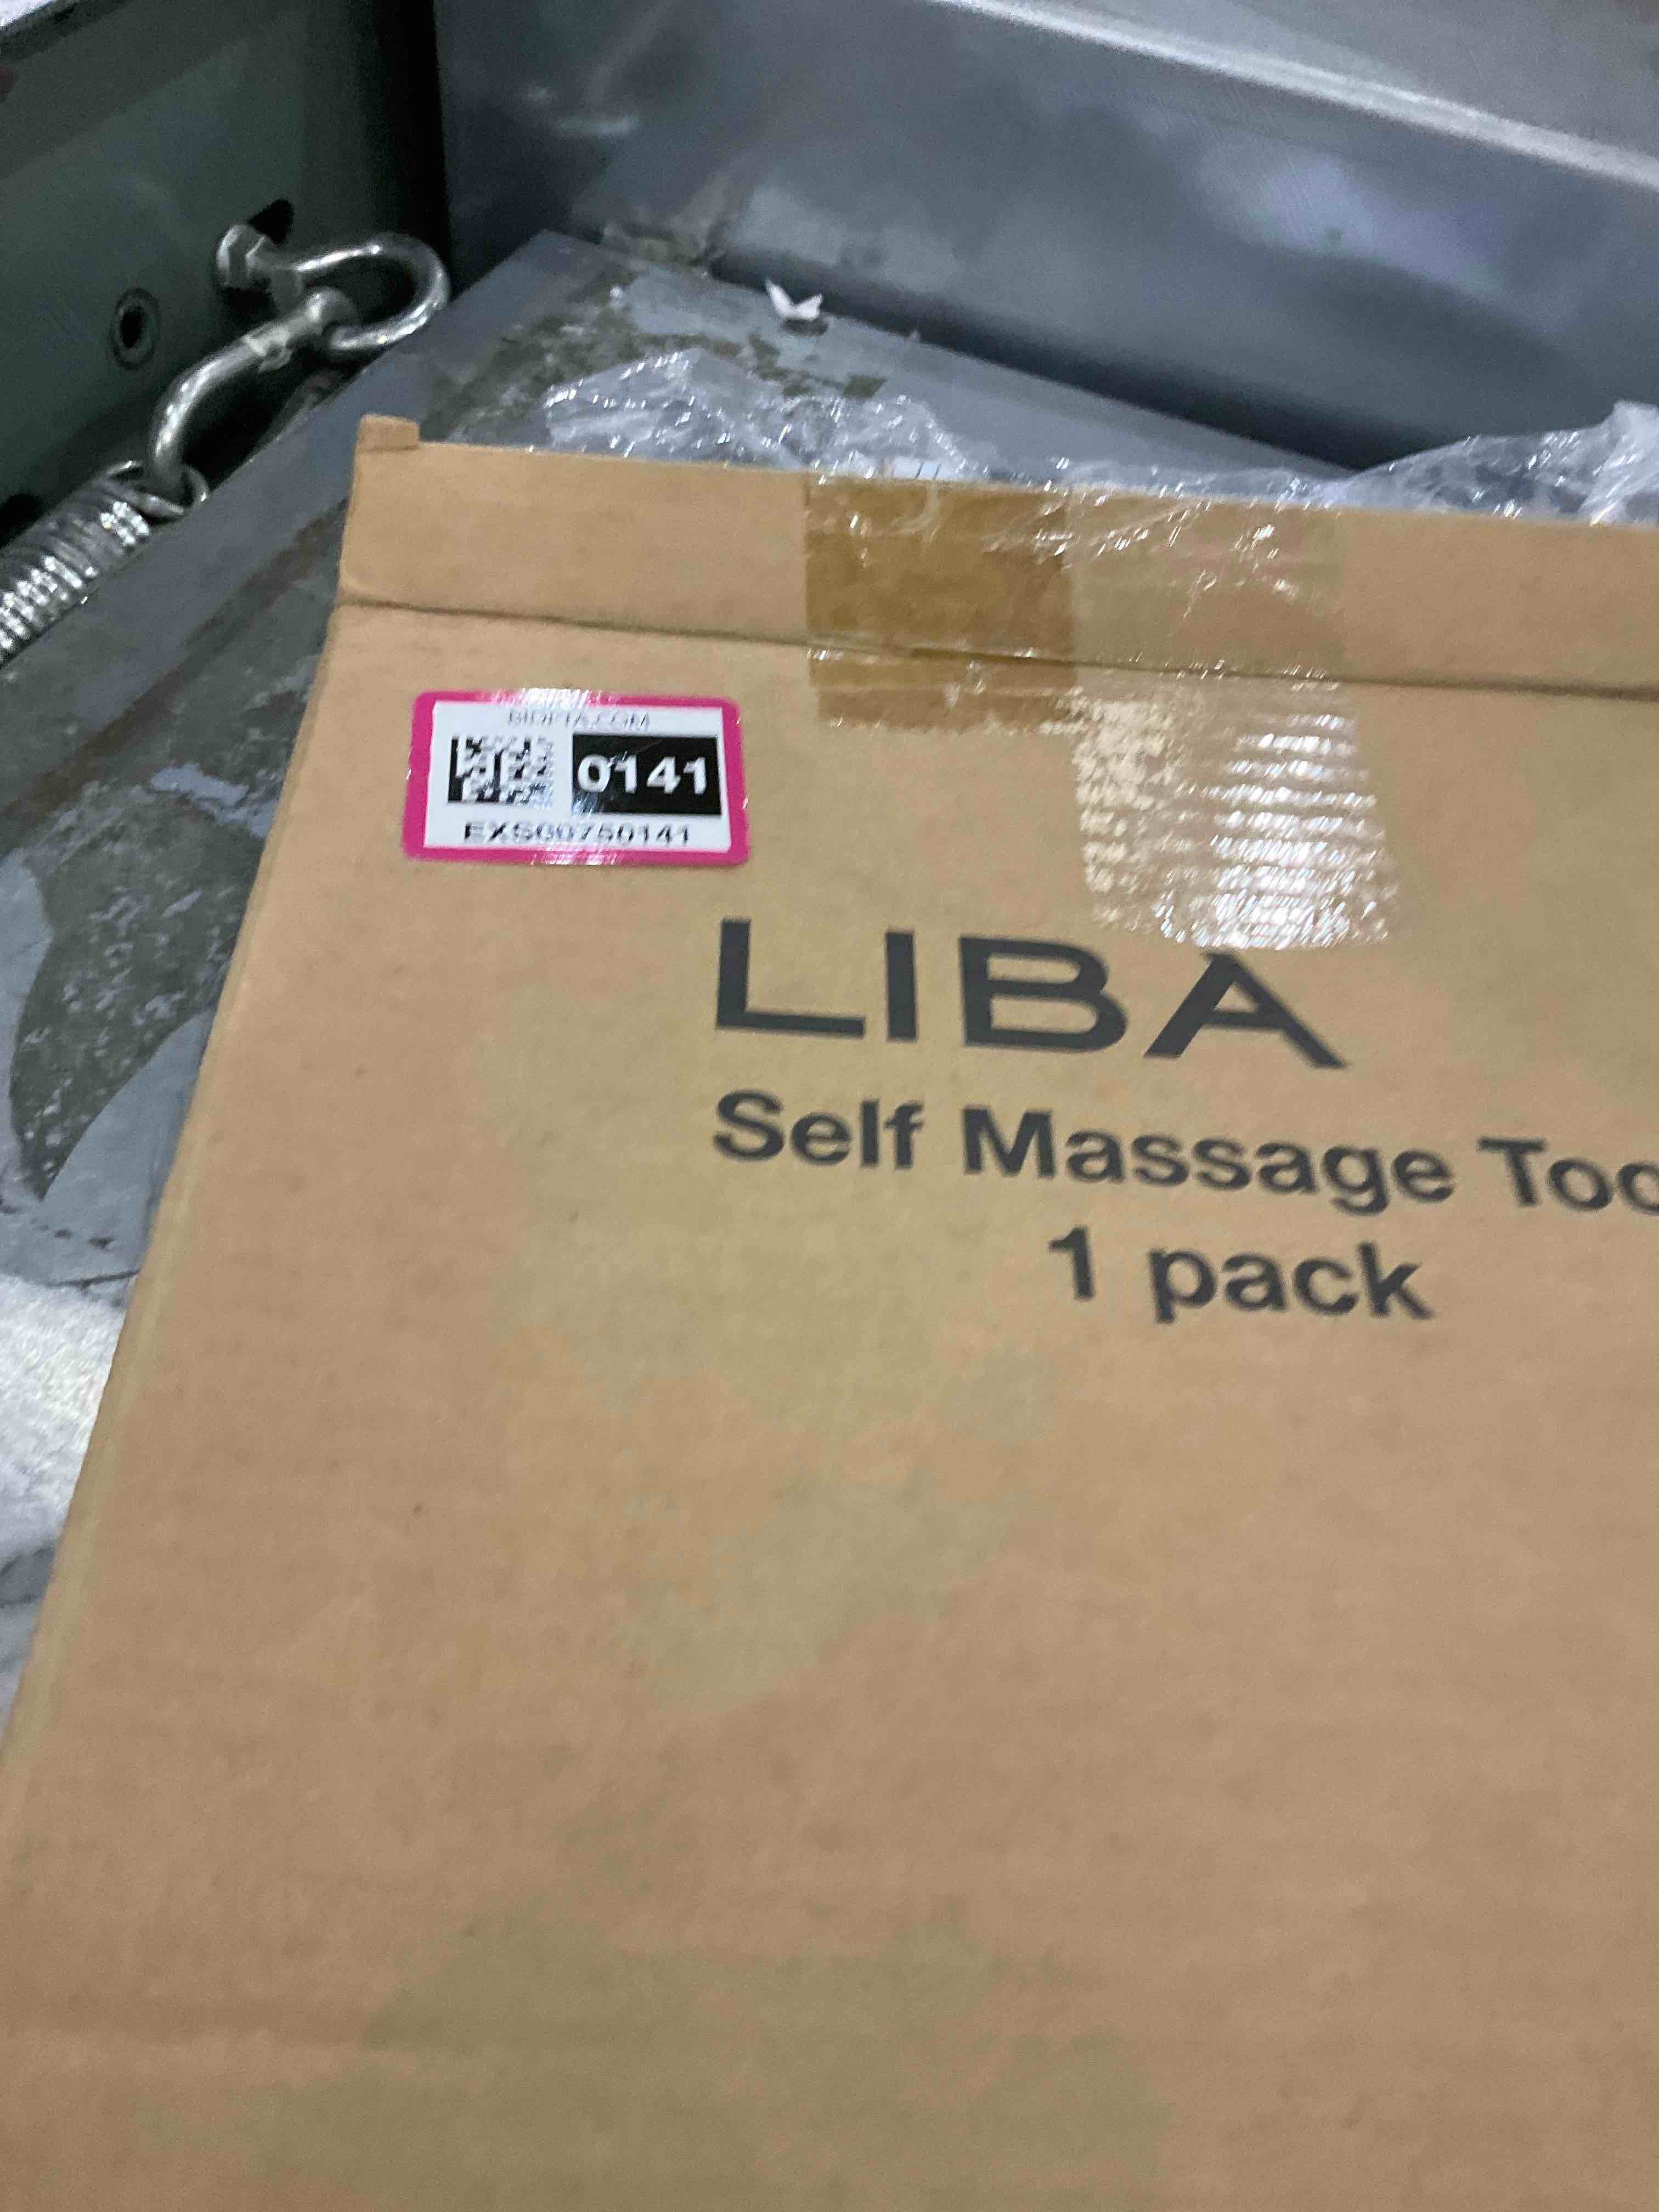 BIDFTA.COM
0141
EXS00750141
LIBA
Self Massage Too
1 pack